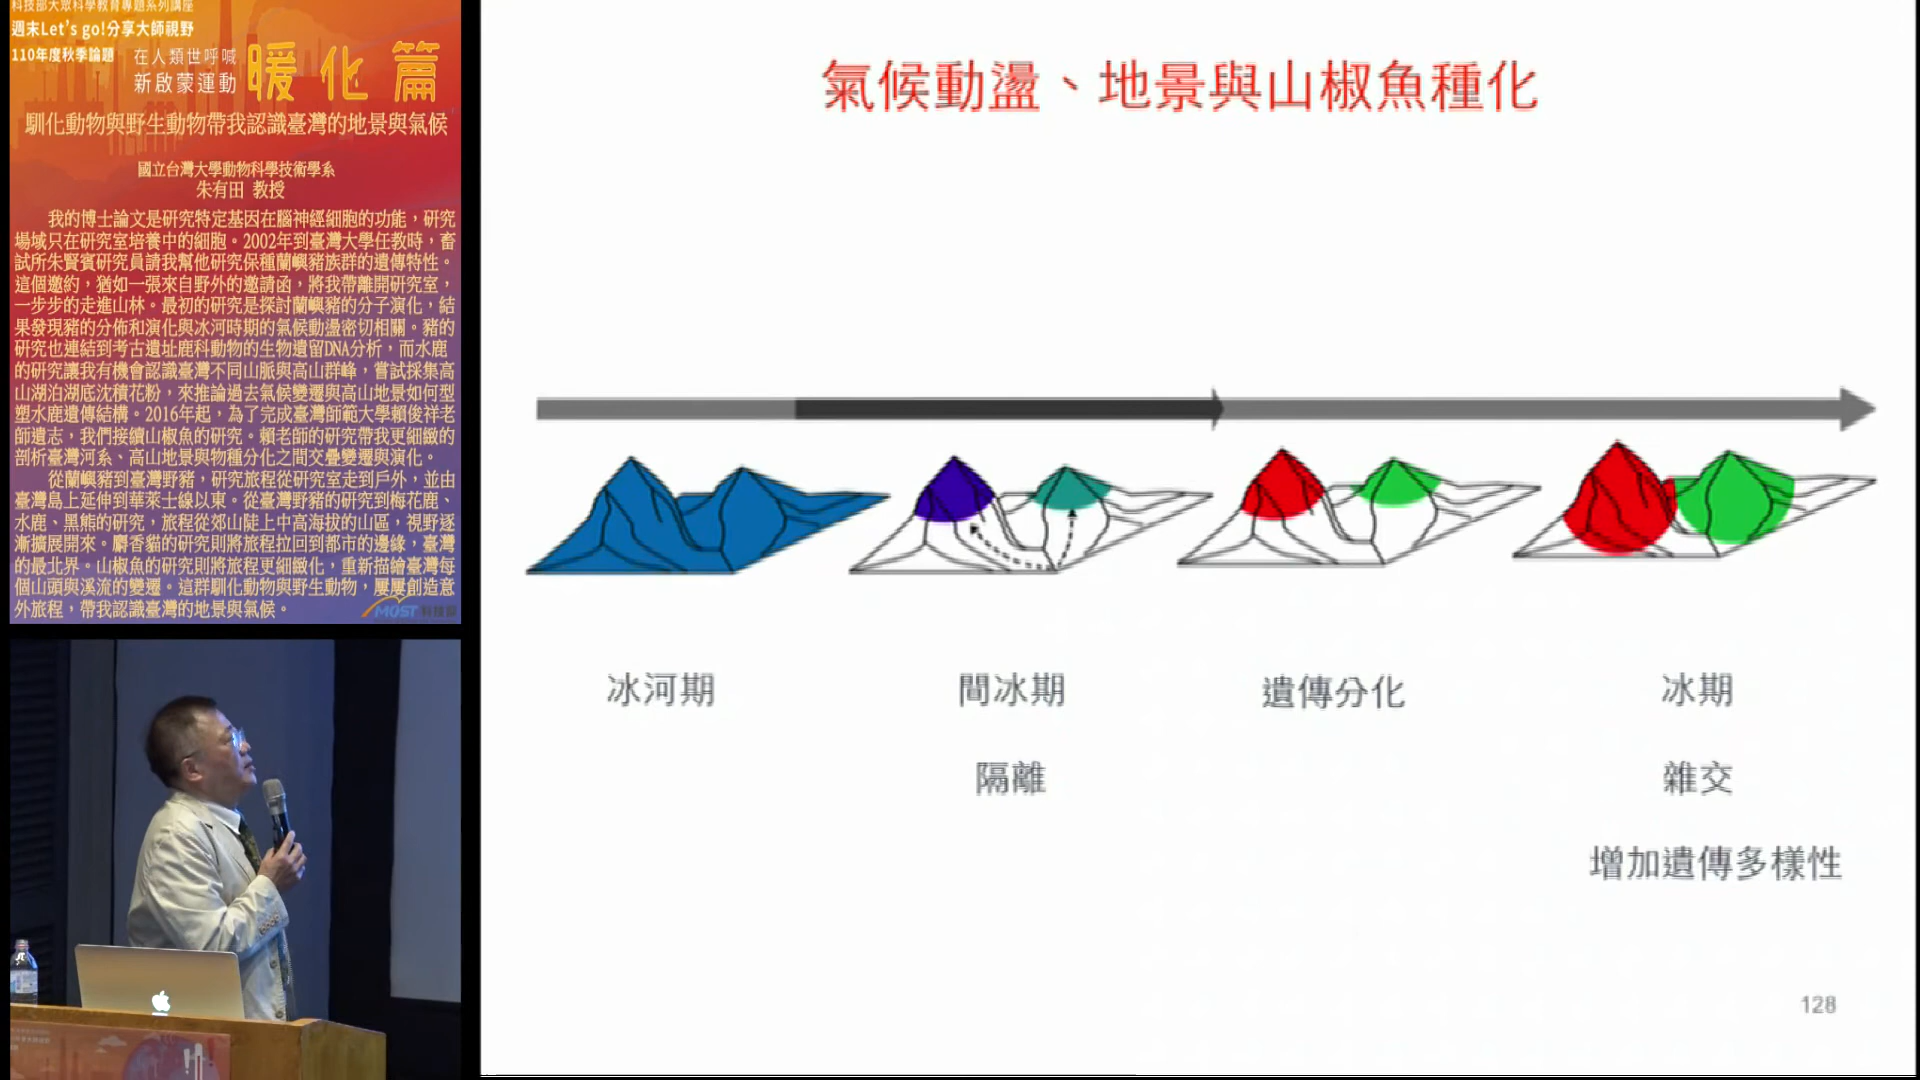 科技部大眾科學教育專題系列講座
週末Let's go!分享大師視野
110年度秋季論題
在人類世呼喊
新啟蒙運動
暖化篇
馴化動物與野生動物帶我認識臺灣的地景與氣候
國立台灣大學動物科學技術學系
朱有田 教授
我的博士論文是研究特定基因在腦神經細胞的功能，研究
場域只在研究室培養中的細胞。2002年到臺灣大學任教時，畜
試所朱賢賓研究員請我幫他研究保種蘭嶼豬族群的遺傳特性。
這個邀約，猶如一張來自野外的邀請函，將我帶離開研究室，
一步步的走進山林。最初的研究是探討蘭嶼豬的分子演化，結
果發現豬的分佈和演化與冰河時期的氣候動盪密切相關。豬的
研究也連結到考古遺址鹿科動物的生物遺留DNA分析，而水鹿
的研究讓我有機會認識臺灣不同山脈與高山群峰，嘗試採集高
山湖泊湖底沈積花粉，來推論過去氣候變遷與高山地景如何型
塑水鹿遺傳結構。2016年起，為了完成臺灣師範大學賴俊祥老
師遺志，我們接續山椒魚的研究。賴老師的研究帶我更細緻的
剖析臺灣河系、高山地景與物種分化之間交疊變遷與演化。
從蘭嶼豬到臺灣野豬，研究旅程從研究室走到戶外，並由
臺灣島上延伸到華萊士線以東。從臺灣野豬的研究到梅花鹿、
水鹿、黑熊的研究，旅程從郊山陡上中高海拔的山區，視野逐
漸擴展開來。麝香貓的研究則將旅程拉回到都市的邊緣，臺灣
的最北界。山椒魚的研究則將旅程更細緻化，重新描繪臺灣每
個山頭與溪流的變遷。這群馴化動物與野生動物，屢屢創造意
外旅程，帶我認識臺灣的地景與氣候。
MOST 科技部
氣候動盪、地景與山椒魚種化
冰河期
間冰期
遺傳分化
冰期
隔離
雜交
增加遺傳多樣性
128